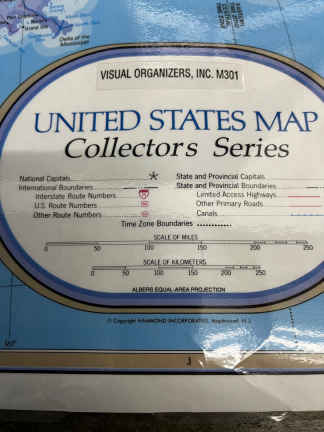 Delta of the
Mississippi
VISUAL ORGANIZERS, INC. M301
UNITED STATES MAP
Collectors Series
National Capitals
International Boundaries
Interstate Route Numbers
U.S. Route Numbers
Other Route Numbers
State and Provincial Capitals
State and Provincial Boundaries
Limited Access Highways
Other Primary Roads
Canals
Time Zone Boundaries
SCALE OF MILES
0 50 100 150 200 250
SCALE OF KILOMETERS
0 50 100 150 200 250
ALBERS EQUAL-AREA PROJECTION
© Copyright HAMMOND INCORPORATED, Maplewood, N.J.
90°
J